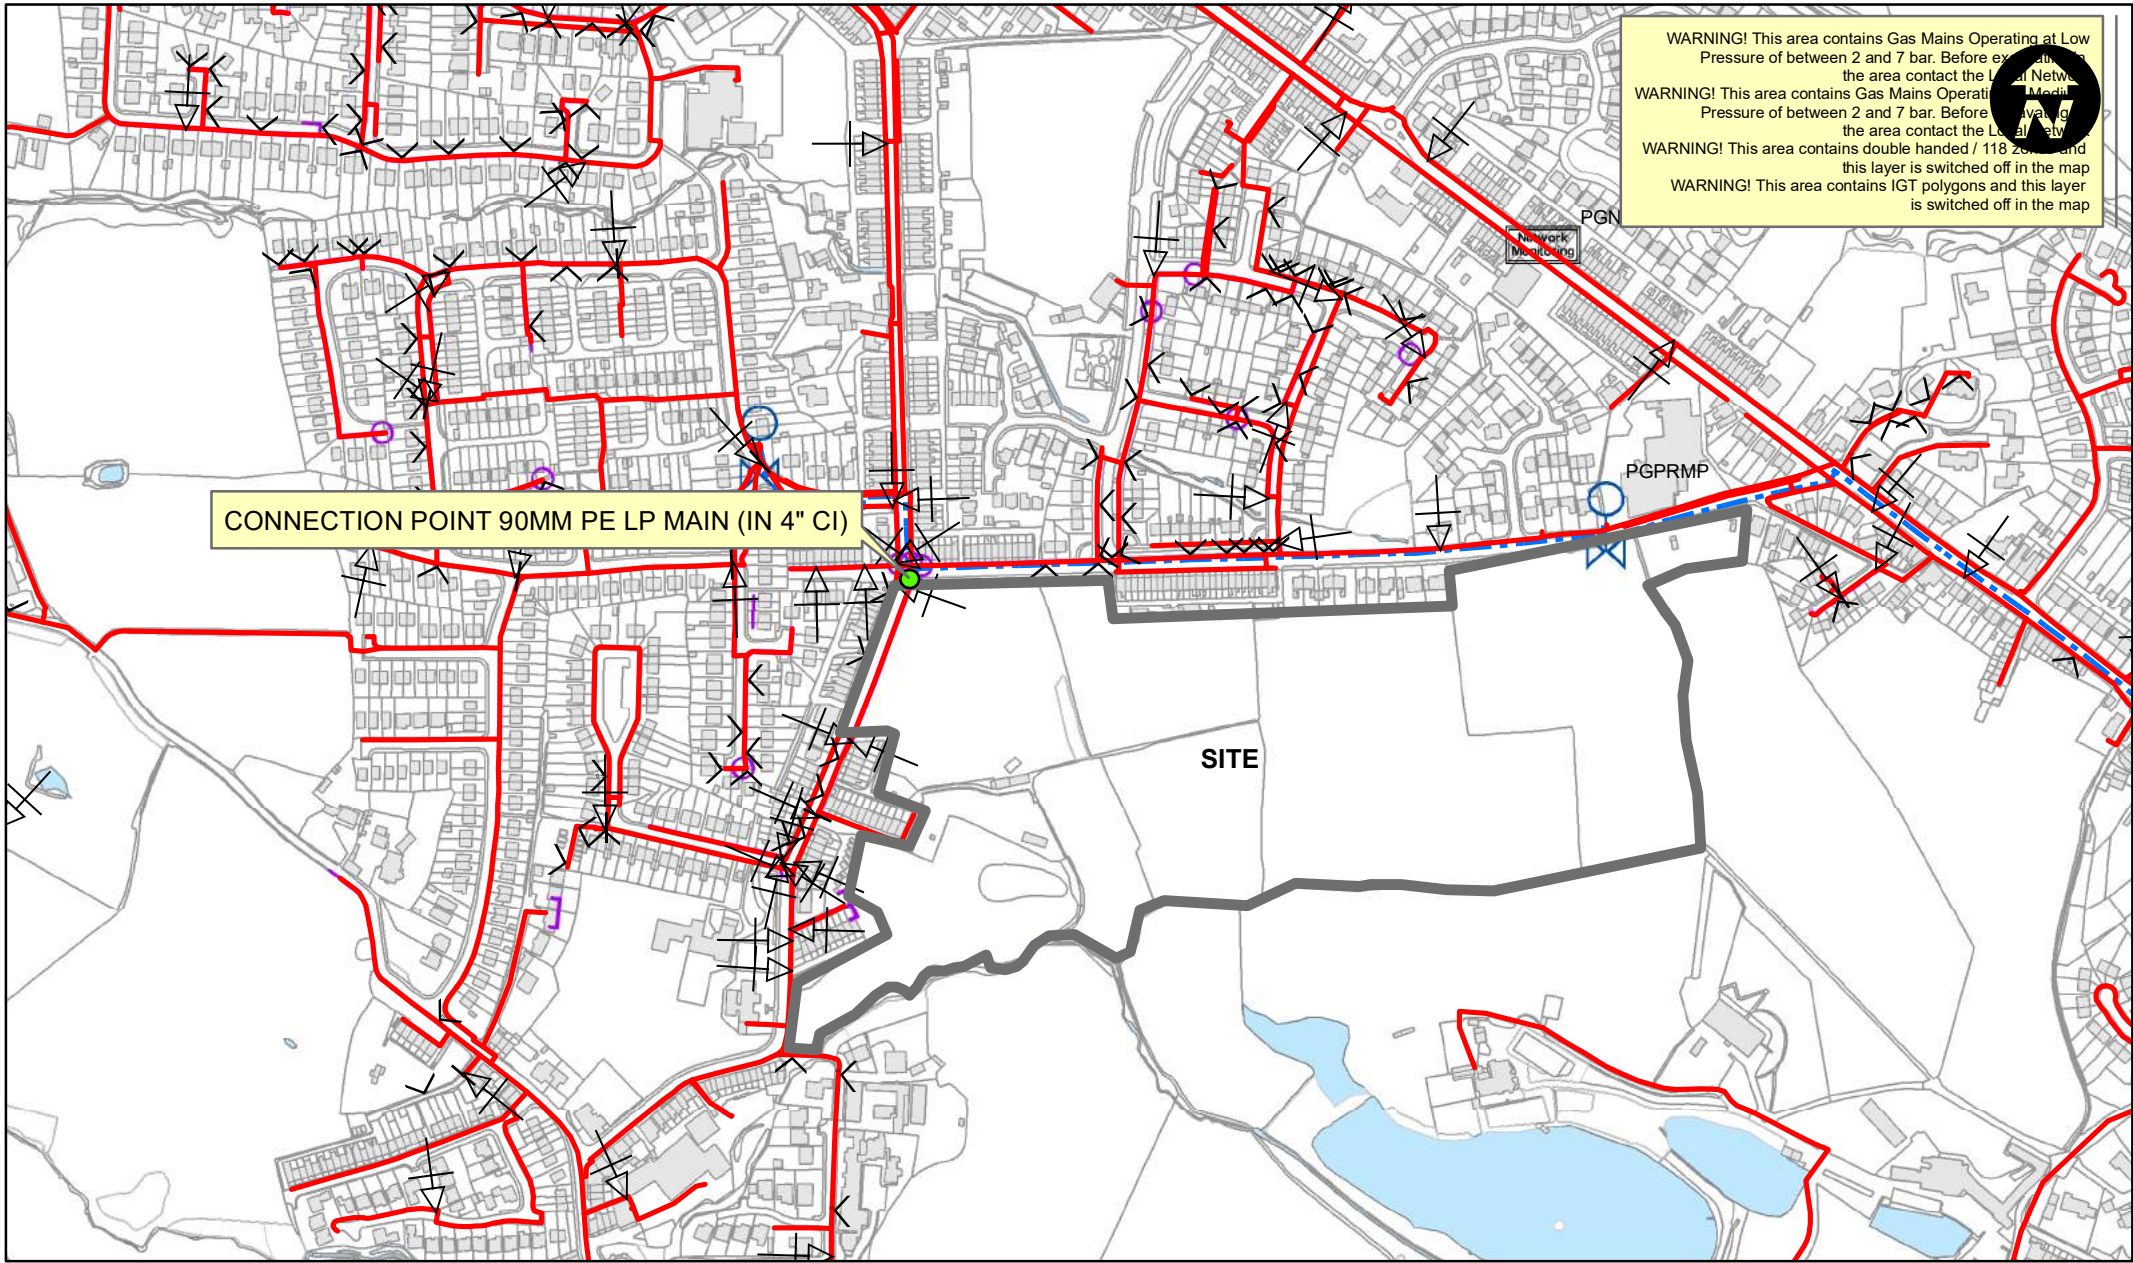 WARNING! This area contains Gas Mains Operating at Low
Pressure of between 2 and 7 bar. Before
the area contact the
WARNING! This area contains Gas Mains
Pressure of between 2 and 7 bar. Before
the area contact the
WARNING! This area contains double handed / 118 and
this layer is switched off in the map
WARNING! This area contains IGT polygons and this layer
is switched off in the map
N
PGN
Network
Monitoring
PGPRMP
CONNECTION POINT 90MM PE LP MAIN (IN 4" CI)
SITE